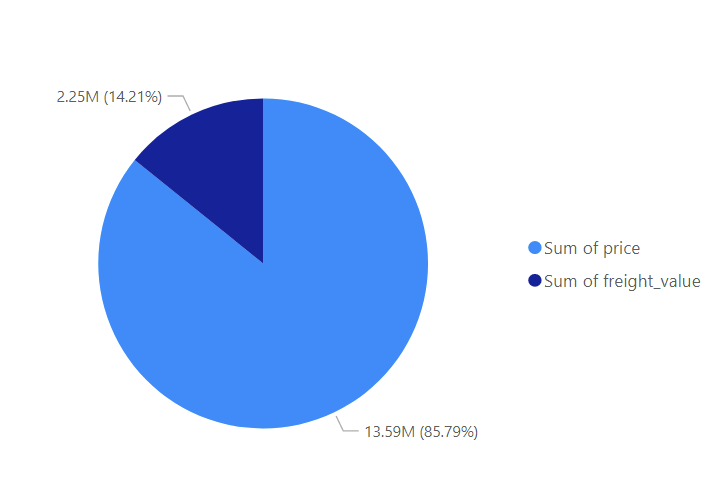 2.25M (14.21%)
Sum of price
Sum of freight_value
13.59M (85.79%)